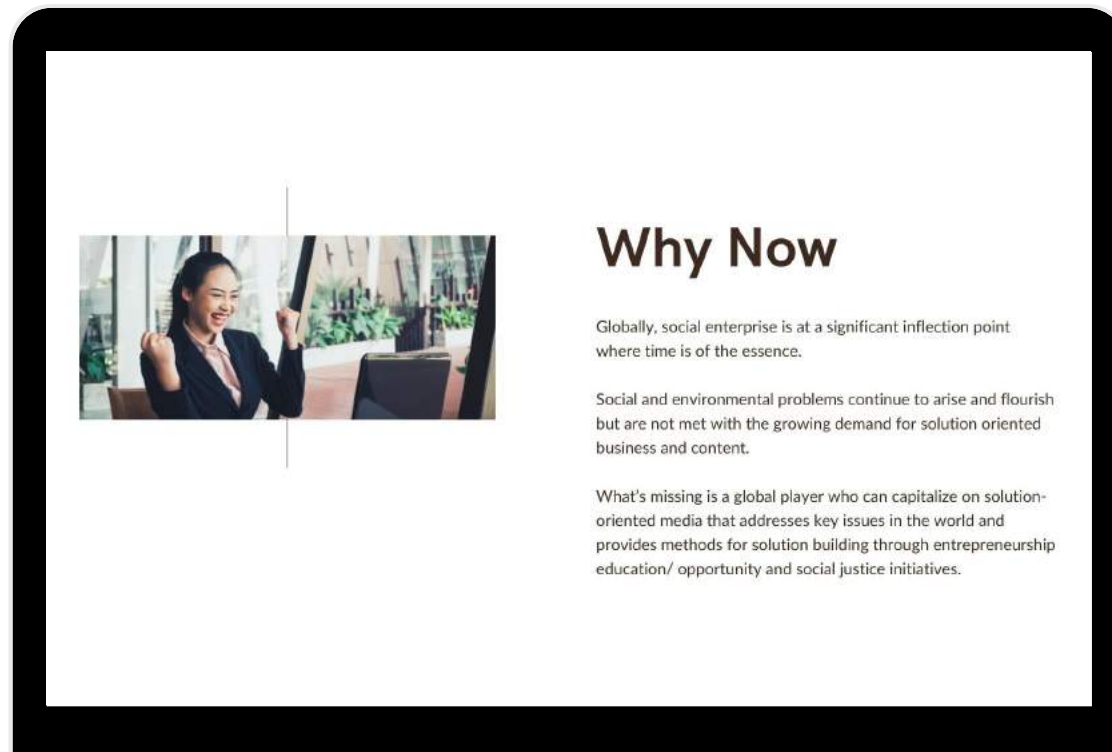 Why Now
Globally, social enterprise is at a significant inflection point
where time is of the essence.
Social and environmental problems continue to arise and flourish
but are not met with the growing demand for solution oriented
business and content.
What's missing is a global player who can capitalize on solution-
oriented media that addresses key issues in the world and
provides methods for solution building through entrepreneurship
education/ opportunity and social justice initiatives.